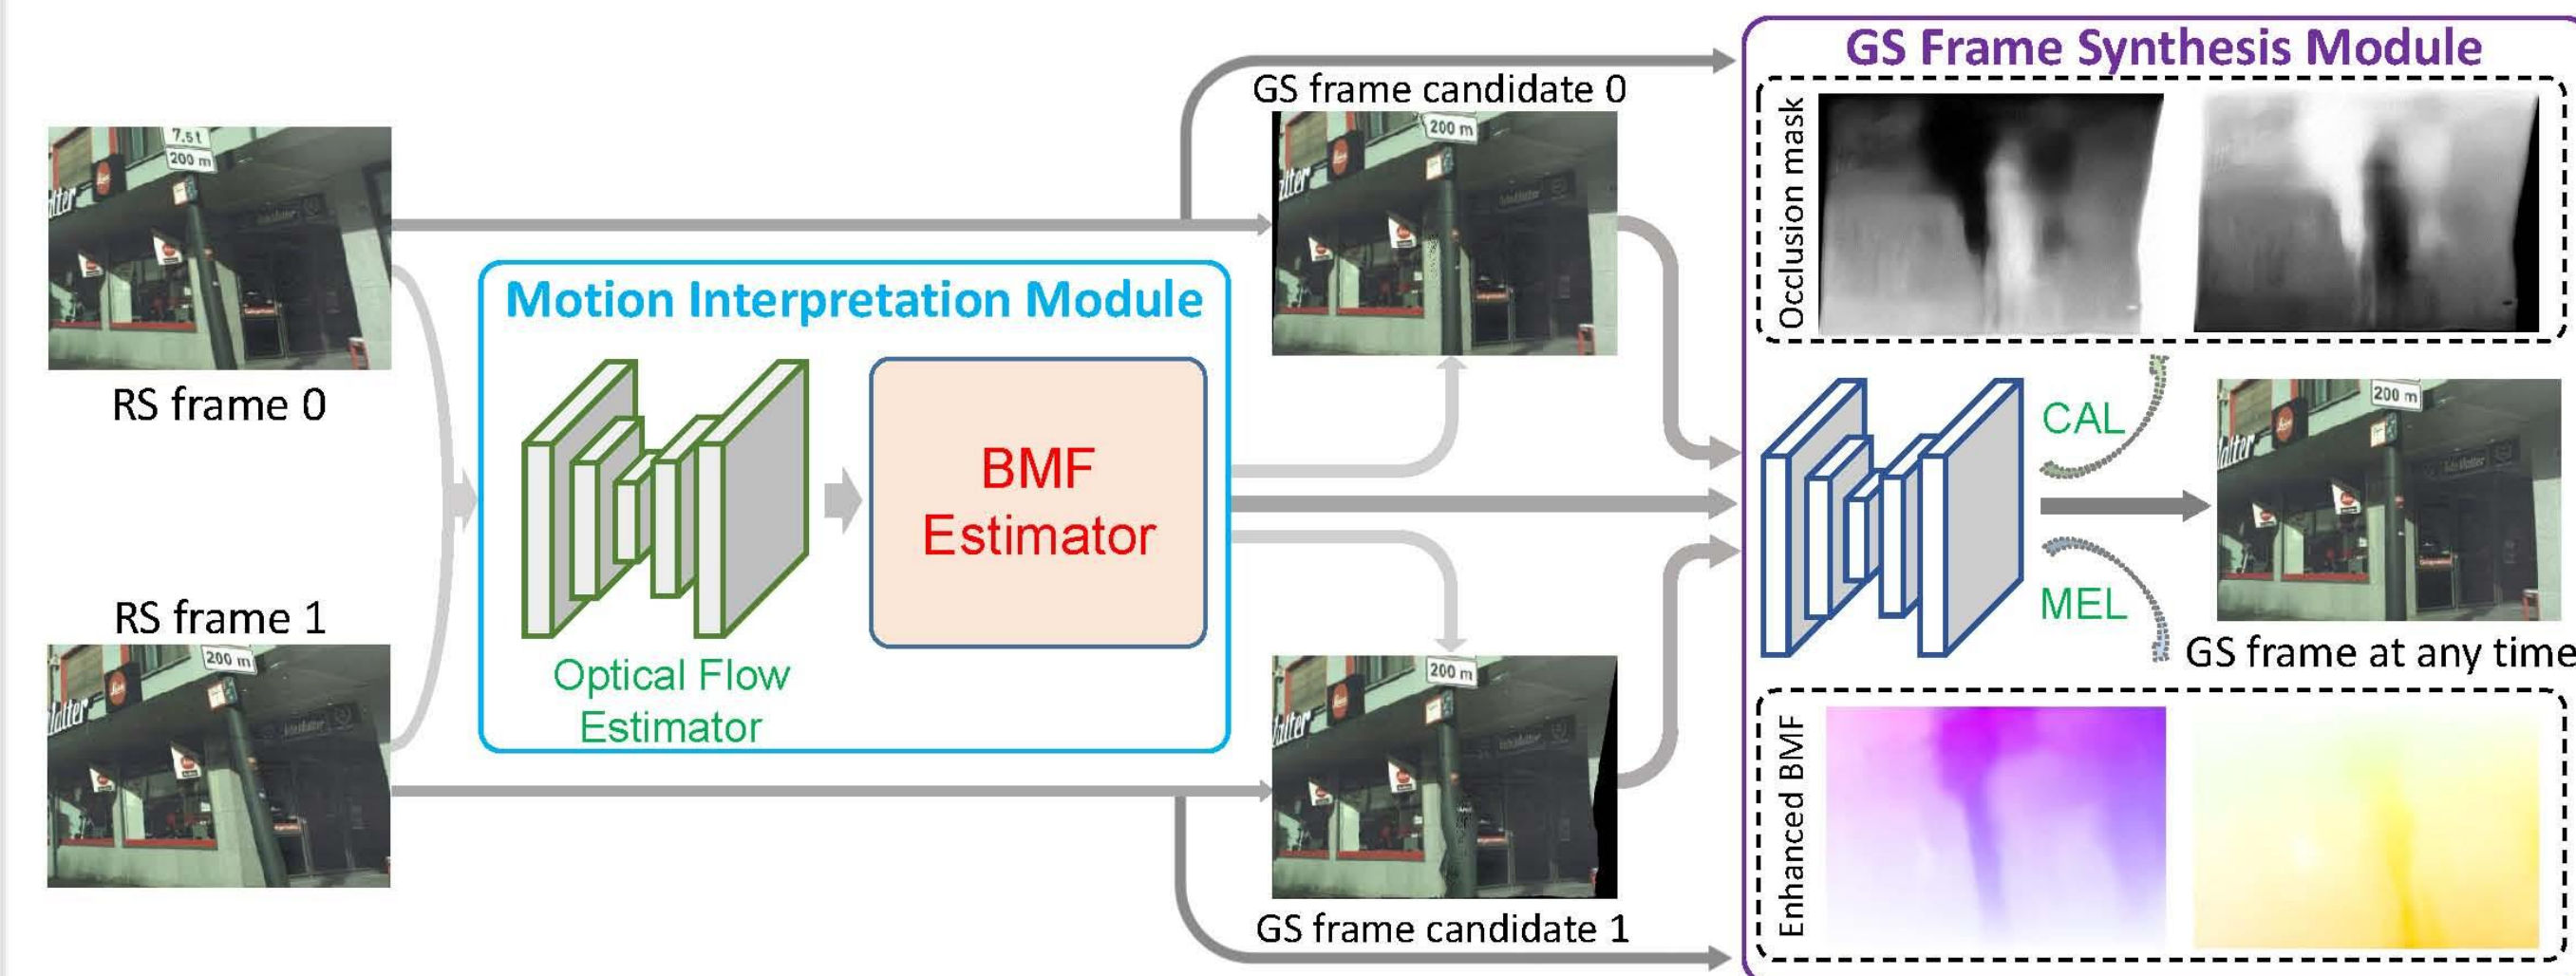 GS Frame Synthesis Module
GS frame candidate 0
Occlusion mask
7.5 t
200 m
200 m
RS frame 0
Motion Interpretation Module
BMF
Estimator
Optical Flow
Estimator
CAL
MEL
200 m
GS frame at any time
RS frame 1
200 m
200 m
GS frame candidate 1
Enhanced BMF